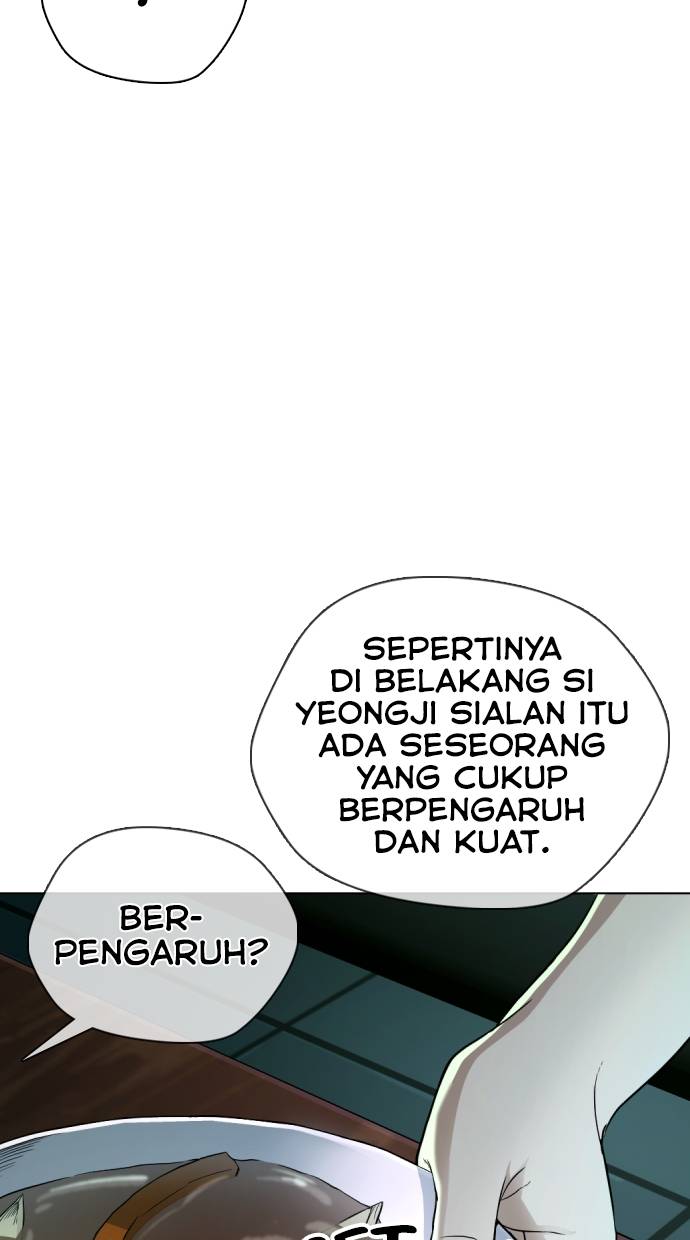 SEPERTINYA
DI BELAKANG SI
YEONGJI SIALAN ITU
ADA SESEORANG
YANG CUKUP
BERPENGARUH
DAN KUAT.
BER-
PENGARUH?